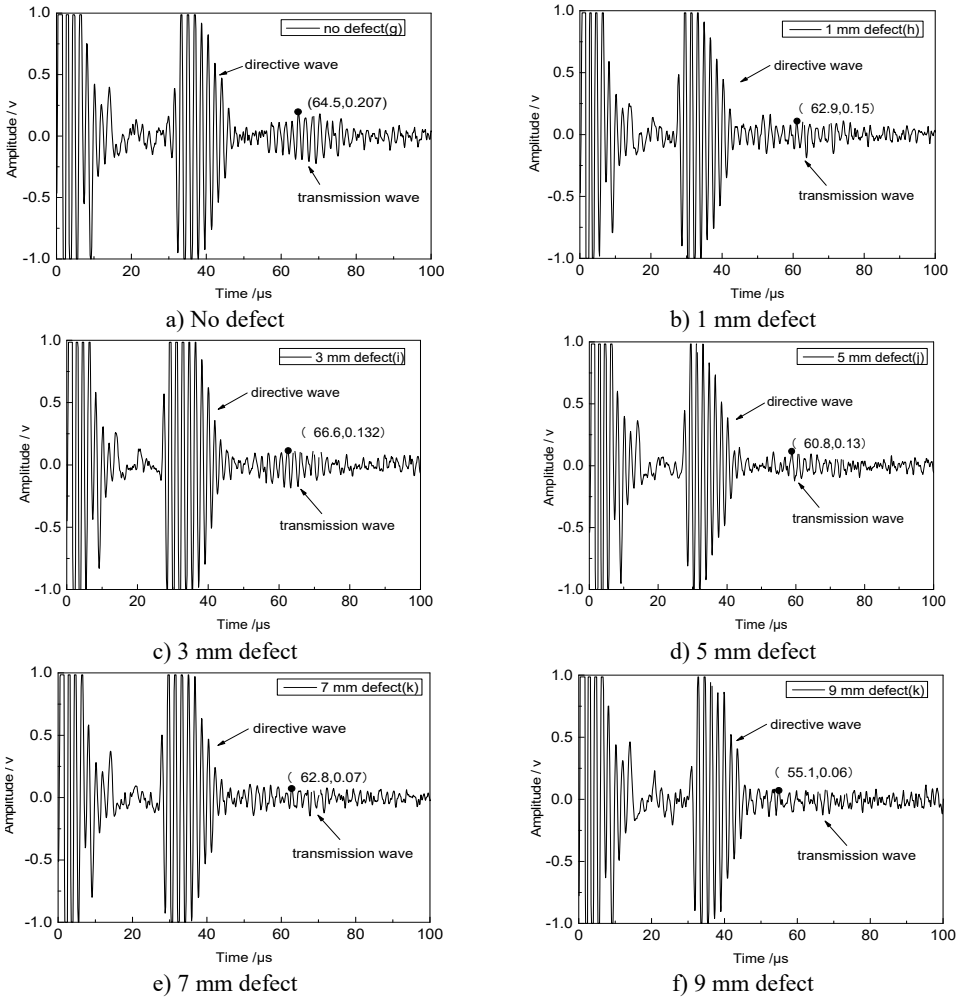 1.0
0.5
0.0
-0.5
-1.0
Amplitude / v
no defect(g)
directive wave
(64.5,0.207)
transmission wave
0 20 40 60 80 100
Time /µs
a) No defect
1.0
0.5
0.0
-0.5
-1.0
Amplitude / v
1 mm defect(h)
directive wave
( 62.9,0.15)
transmission wave
0 20 40 60 80 100
Time /µs
b) 1 mm defect
1.0
0.5
0.0
-0.5
-1.0
Amplitude / v
3 mm defect(i)
directive wave
( 66.6,0.132)
transmission wave
0 20 40 60 80 100
Time /µs
c) 3 mm defect
1.0
0.5
0.0
-0.5
-1.0
Amplitude / v
5 mm defect(j)
directive wave
( 60.8,0.13)
transmission wave
0 20 40 60 80 100
Time /µs
d) 5 mm defect
1.0
0.5
0.0
-0.5
-1.0
Amplitude / v
7 mm defect(k)
directive wave
( 62.8,0.07)
transmission wave
0 20 40 60 80 100
Time /µs
e) 7 mm defect
1.0
0.5
0.0
-0.5
-1.0
Amplitude / v
9 mm defect(k)
directive wave
( 55.1,0.06)
transmission wave
0 20 40 60 80 100
Time /µs
f) 9 mm defect